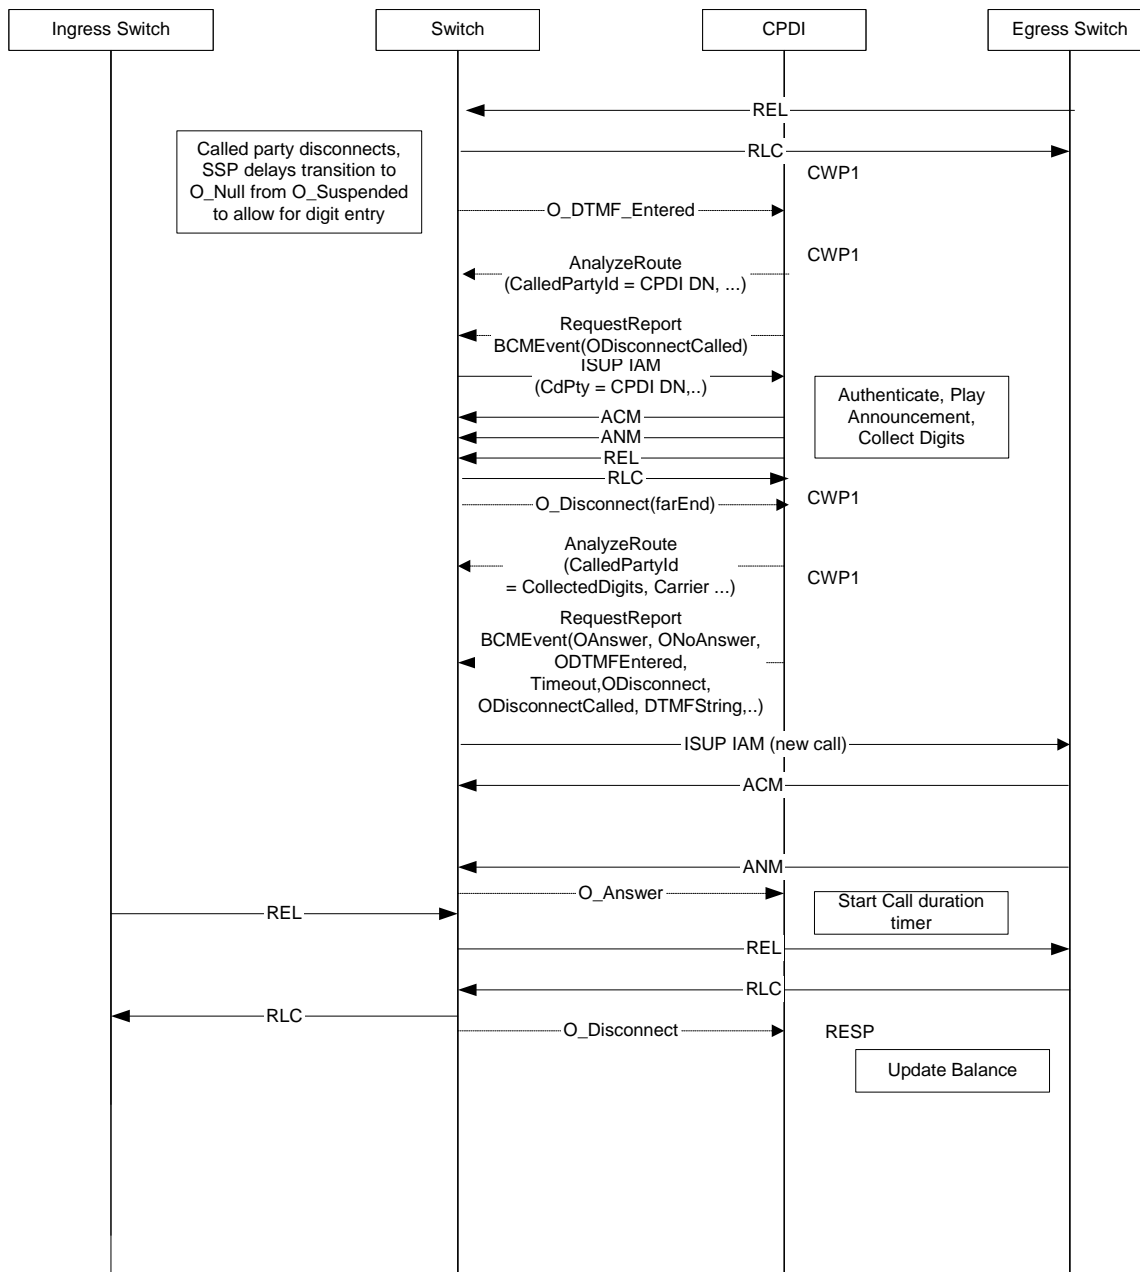 Ingress Switch
Switch
CPDI
Egress Switch
REL
Called party disconnects,
SSP delays transition to
O_Null from O_Suspended
to allow for digit entry
RLC
CWP1
O_DTMF_Entered
CWP1
AnalyzeRoute
(CalledPartyId = CPDI DN, ...)
RequestReport
BCMEvent(ODisconnectCalled)
ISUP IAM
(CdPty = CPDI DN,..)
Authenticate, Play
Announcement,
Collect Digits
ACM
ANM
REL
RLC
O_Disconnect(farEnd)
CWP1
AnalyzeRoute
(CalledPartyId
= CollectedDigits, Carrier ...)
CWP1
RequestReport
BCMEvent(OAnswer, ONoAnswer,
ODTMFEntered,
Timeout,ODisconnect,
ODisconnectCalled, DTMFString,..)
ISUP IAM (new call)
ACM
ANM
O_Answer
Start Call duration
timer
REL
REL
RLC
RLC
O_Disconnect
RESP
Update Balance